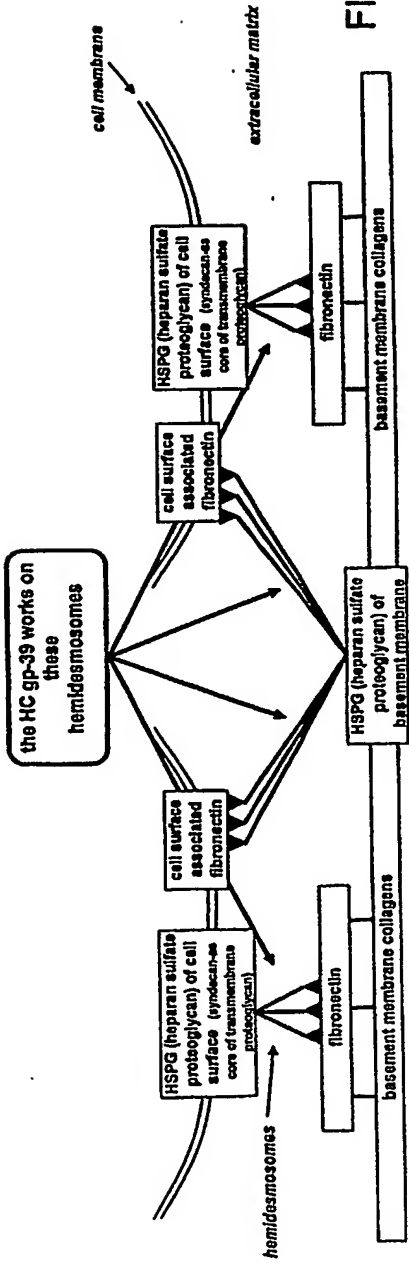 the HC gp-39 works on
these
hemidesmosomes
cell membrane
HSPG (heparan sulfate
proteoglycan) of cell
surface (syndecan-es
core of transmembrane
proteoglycan)
cell surface
associated
fibronectin
cell surface
associated
fibronectin
HSPG (heparan sulfate
proteoglycan) of cell
surface (syndecan-es
core of transmembrane
proteoglycan)
extracellular matrix
hemidesmosomes
fibronectin
HSPG (heparan sulfate
proteoglycan) of
basement membrane
fibronectin
basement membrane collagens
basement membrane collagens
FI